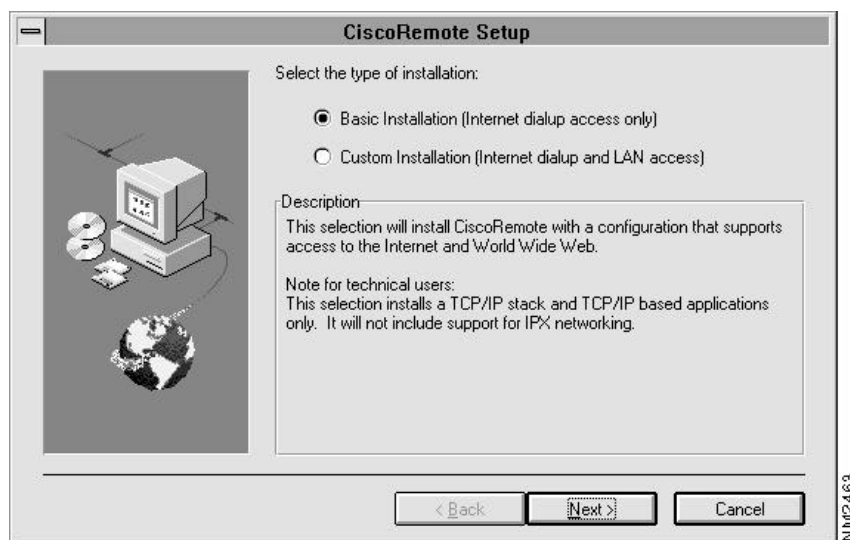 CiscoRemote Setup
Select the type of installation:
Basic Installation (Internet dialup access only)
Custom Installation (Internet dialup and LAN access)
Description
This selection will install CiscoRemote with a configuration that supports
access to the Internet and World Wide Web.
Note for technical users:
This selection installs a TCP/IP stack and TCP/IP based applications
only. It will not include support for IPX networking.
< Back
Next >
Cancel
NM3463